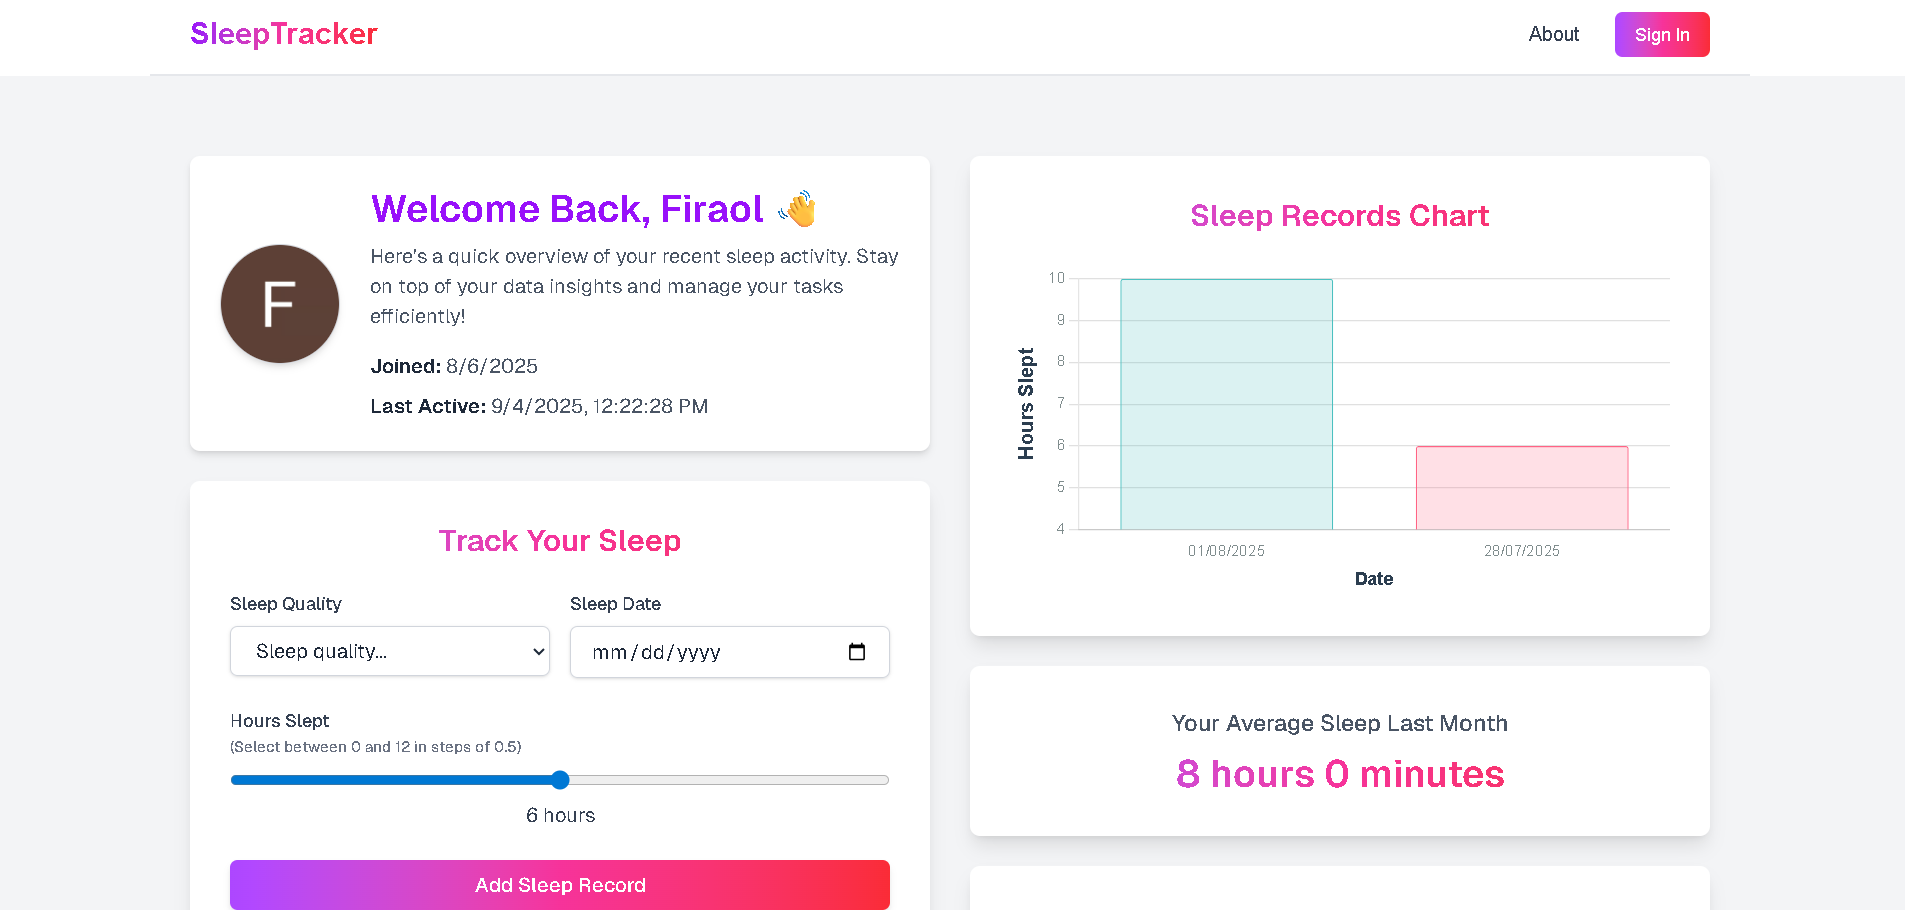 SleepTracker
About
Sign In
Welcome Back, Firaol 👋
Here's a quick overview of your recent sleep activity. Stay
on top of your data insights and manage your tasks
efficiently!
F
Joined: 8/6/2025
Last Active: 9/4/2025, 12:22:28 PM
Track Your Sleep
Sleep Quality
Sleep quality...
Sleep Date
mm/dd/yyyy
Hours Slept
(Select between 0 and 12 in steps of 0.5)
6 hours
Add Sleep Record
Sleep Records Chart
Hours Slept
10
9
8
7
6
5
4
01/08/2025
28/07/2025
Date
Your Average Sleep Last Month
8 hours 0 minutes